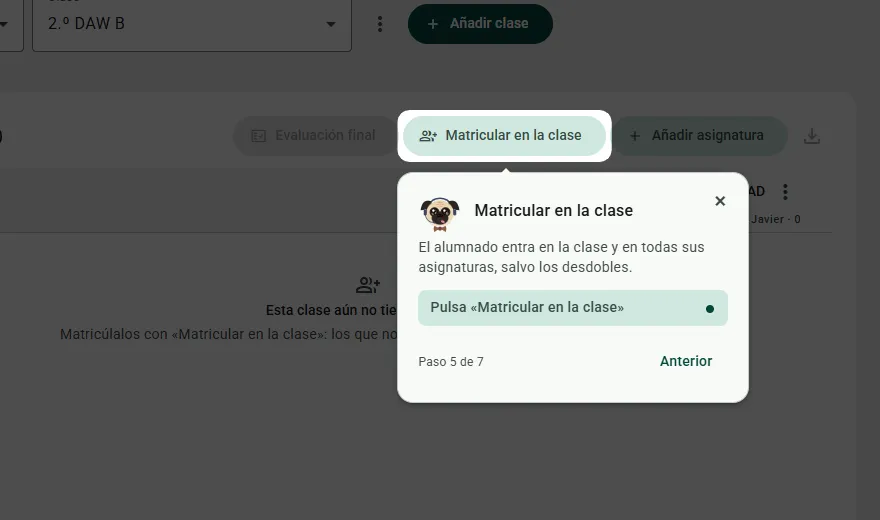 2.º DAW B
Añadir clase
Evaluación final
Matricular en la clase
Añadir asignatura
AD
Javier - 0
Matricular en la clase
El alumnado entra en la clase y en todas sus
asignaturas, salvo los desdobles.
Pulsa «Matricular en la clase»
Paso 5 de 7
Anterior
Esta clase aún no tie
Matricúlalos con «Matricular en la clase»: los que no